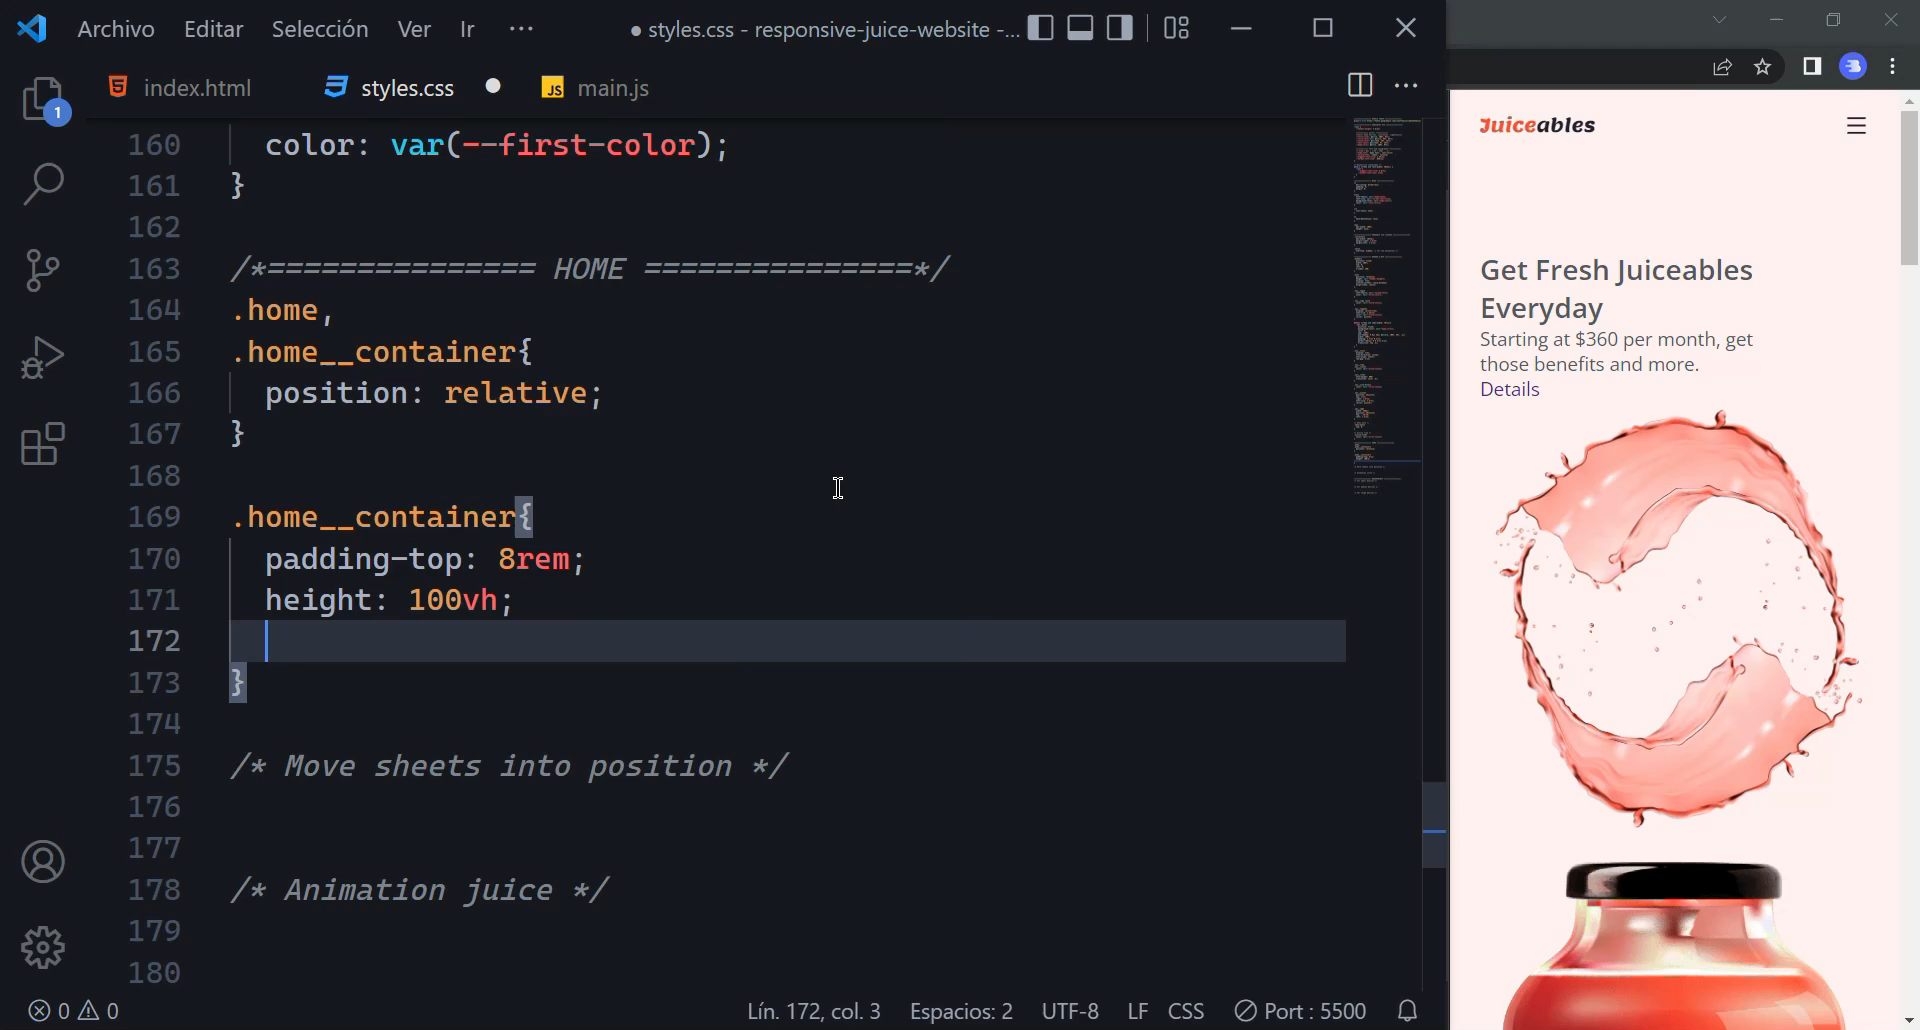 Archivo Editar Selección Ver Ir ···
● styles.css - responsive-juice-website -...
index.html styles.css main.js
1
160 color: var(--first-color);
161 }
162
163 /*=============== HOME ===============*/
164 .home,
165 .home__container{
166 position: relative;
167 }
168
169 .home__container{
170 padding-top: 8rem;
171 height: 100vh;
172
173 }
174
175 /* Move sheets into position */
176
177
178 /* Animation juice */
179
180
0 0 Lín. 172, col. 3 Espacios: 2 UTF-8 LF CSS Port : 5500
Juiceables
Get Fresh Juiceables
Everyday
Starting at $360 per month, get
those benefits and more.
Details